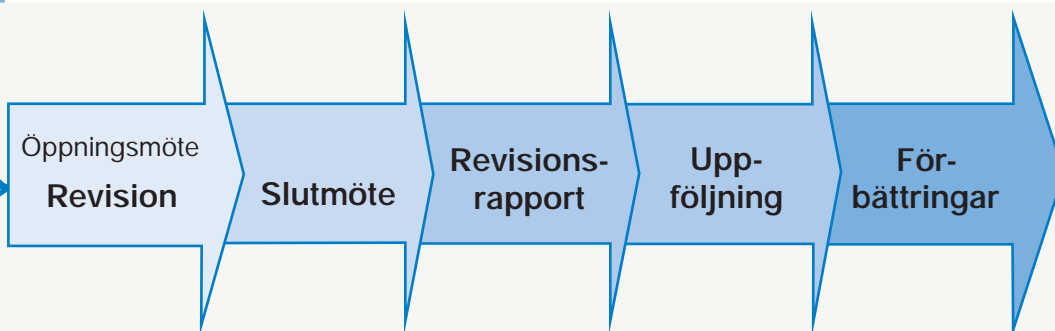 Öppningsmöte
Revision
Slutmöte
Revisions-
rapport
Upp-
följning
För-
bättringar